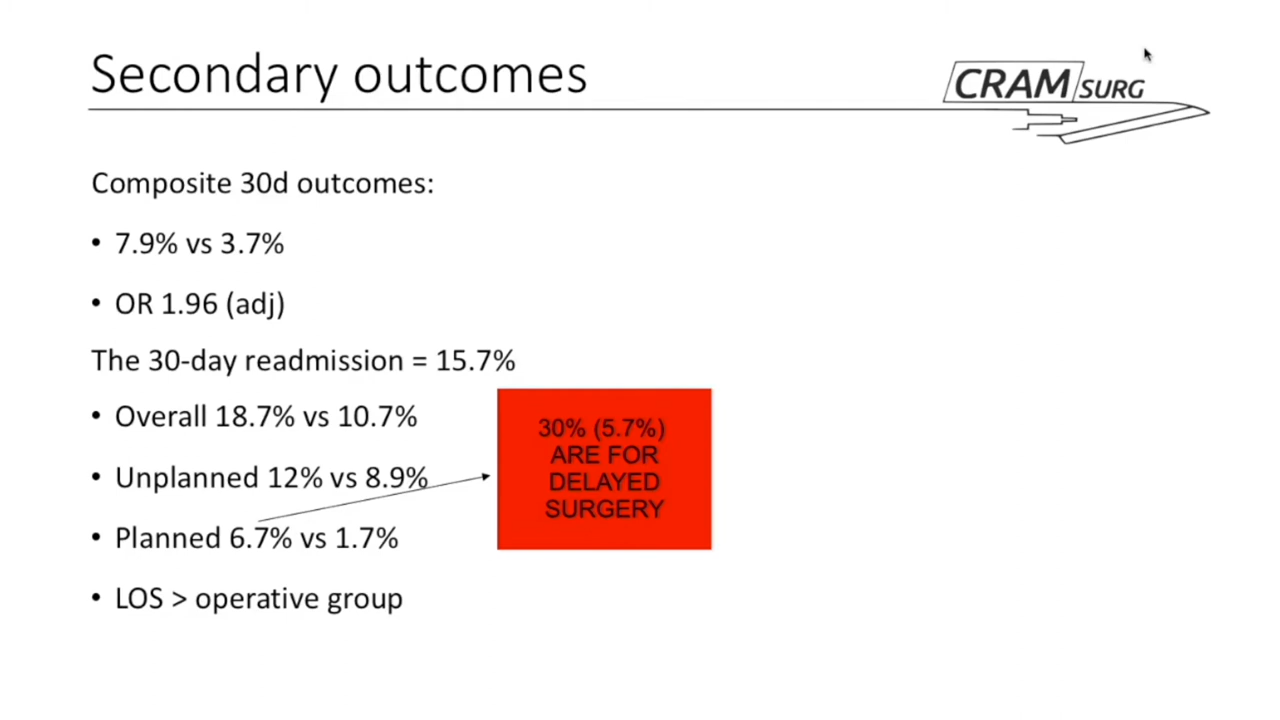 Secondary outcomes
CRAM SURG
Composite 30d outcomes:
• 7.9% vs 3.7%
• OR 1.96 (adj)
The 30-day readmission = 15.7%
• Overall 18.7% vs 10.7%
• Unplanned 12% vs 8.9%
• Planned 6.7% vs 1.7%
• LOS > operative group
30% (5.7%)
ARE FOR
DELAYED
SURGERY